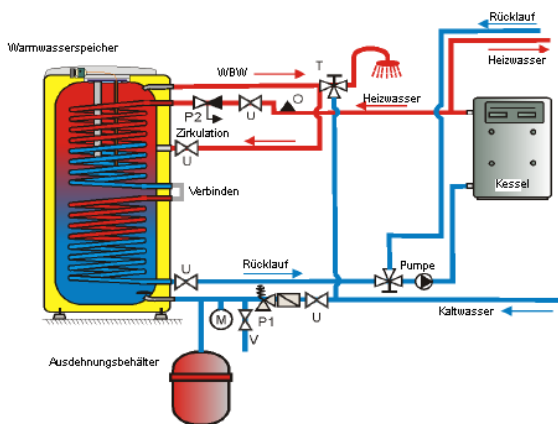 Rücklauf
Warmwasserspeicher
T
Heizwasser
WBW
Heizwasser
O
P2
U
Zirkulation
U
Kessel
Verbinden
U
Rücklauf
Pumpe
M
P1
U
Kaltwasser
V
Ausdehnungsbehälter